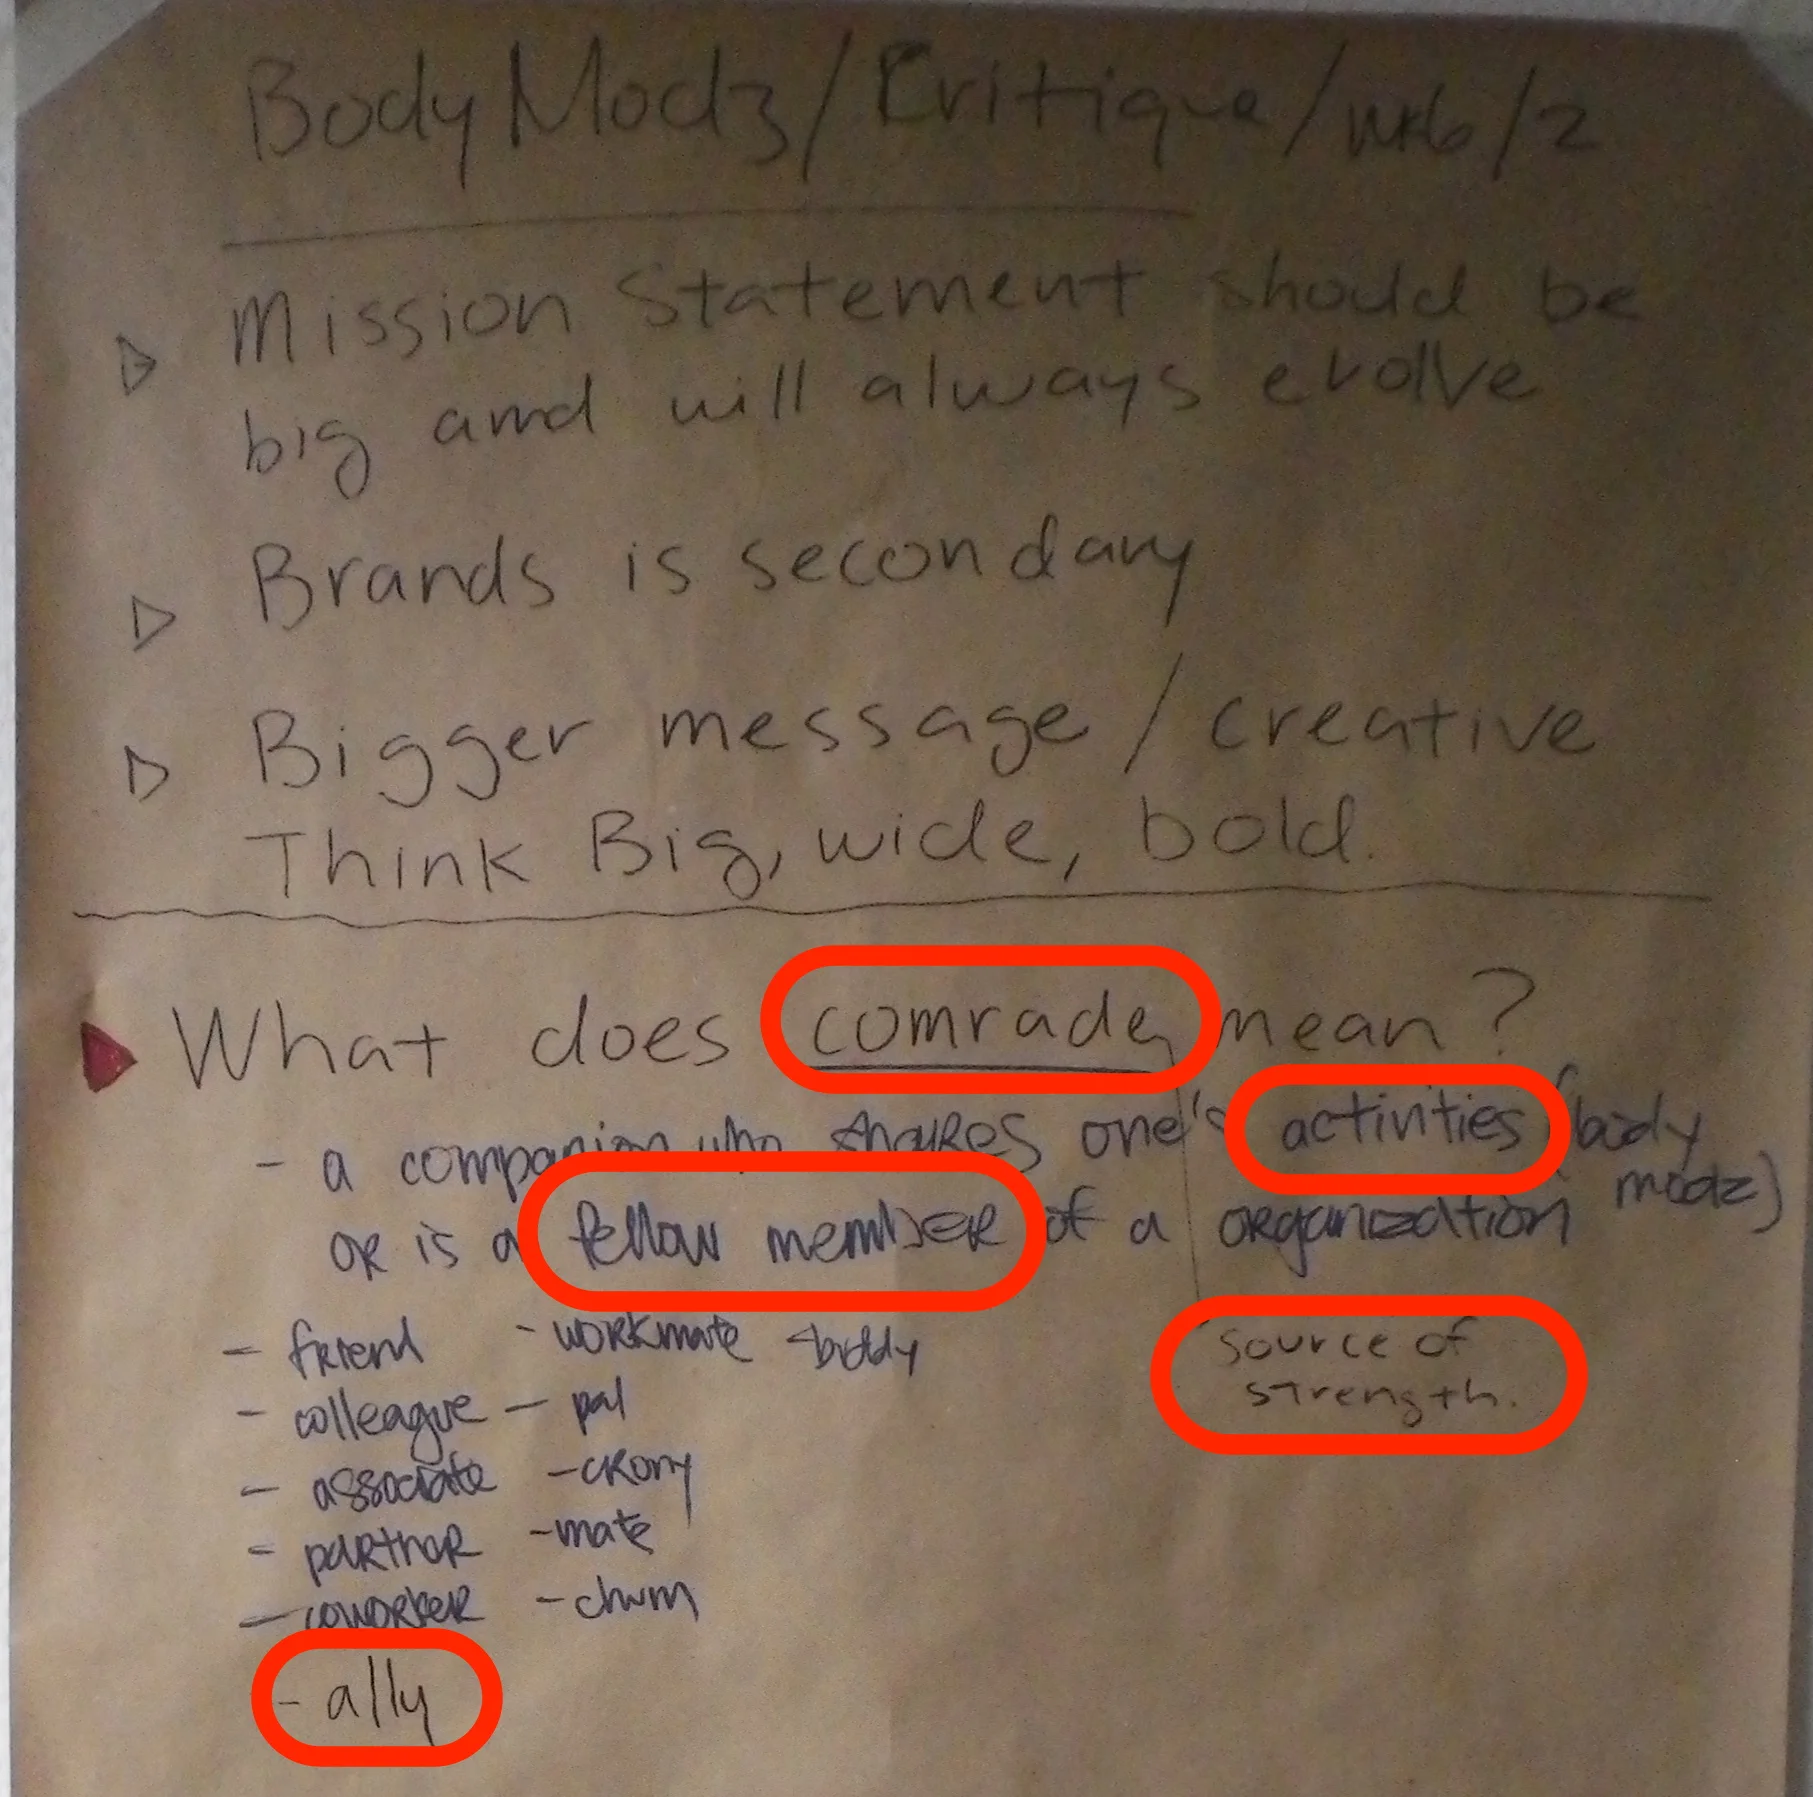 Body Modz / Critique / wk6 / 2
Mission Statement should be
big and will always evolve
Brands is secondary
Bigger message / creative
Think Big, wide, bold.
What does comrade mean?
- a companion who shares one's activities (body
modz)
or is a fellow member of a organization
- friend - workmate - buddy
source of
strength.
- colleague - pal
- associate - crony
- partner - mate
- coworker - chum
- ally